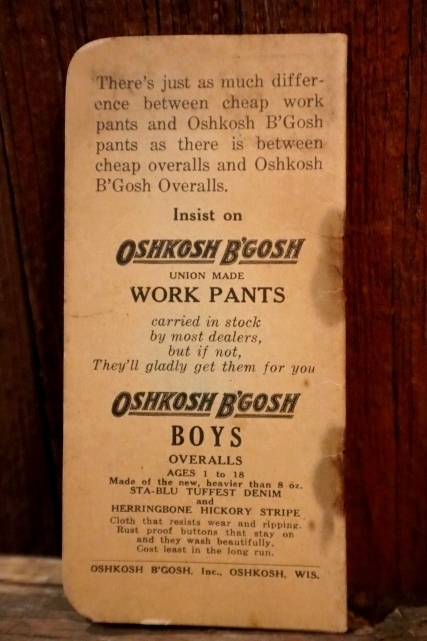 There's just as much differ-
ence between cheap work
pants and Oshkosh B'Gosh
pants as there is between
cheap overalls and Oshkosh
B'Gosh Overalls.
Insist on
OSHKOSH B'GOSH
UNION MADE
WORK PANTS
carried in stock
by most dealers,
but if not,
They'll gladly get them for you
OSHKOSH B'GOSH
BOYS
OVERALLS
AGES 1 to 18
Made of the new, heavier than 8 oz.
STA-BLU TUFFEST DENIM
and
HERRINGBONE HICKORY STRIPE
Cloth that resists wear and ripping.
Rust proof buttons that stay on
and they wash beautifully.
Cost least in the long run.
OSHKOSH B'GOSH, Inc., OSHKOSH, WIS.